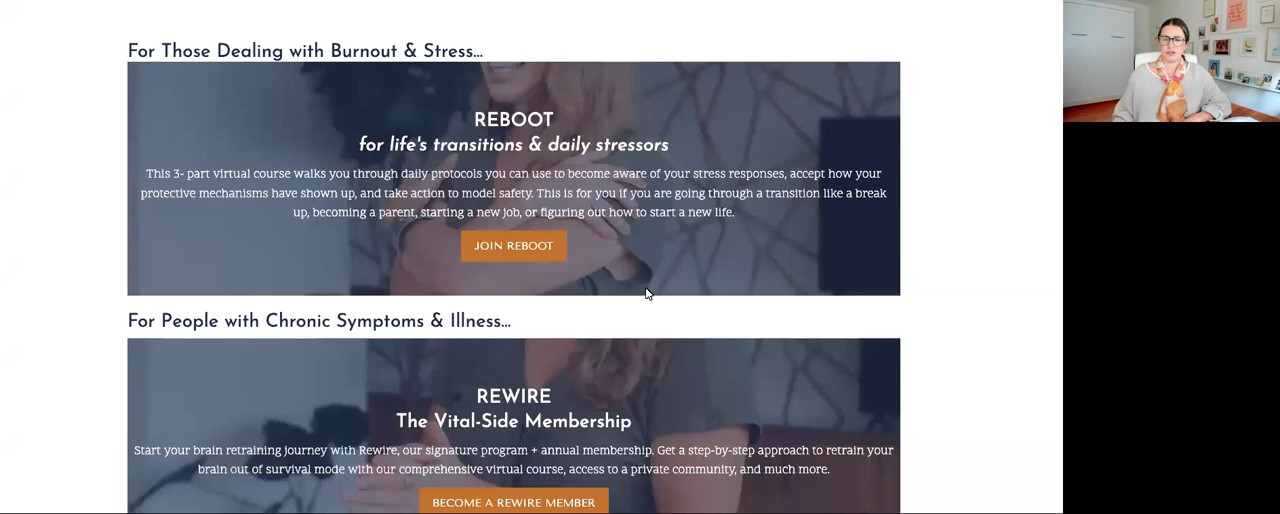 For Those Dealing with Burnout & Stress...
REBOOT
for life's transitions & daily stressors
This 3- part virtual course walks you through daily protocols you can use to become aware of your stress responses, accept how your
protective mechanisms have shown up, and take action to model safety. This is for you if you are going through a transition like a break
up, becoming a parent, starting a new job, or figuring out how to start a new life.
JOIN REBOOT
For People with Chronic Symptoms & Illness...
REWIRE
The Vital-Side Membership
Start your brain retraining journey with Rewire, our signature program + annual membership. Get a step-by-step approach to retrain your
brain out of survival mode with our comprehensive virtual course, access to a private community, and much more.
BECOME A REWIRE MEMBER